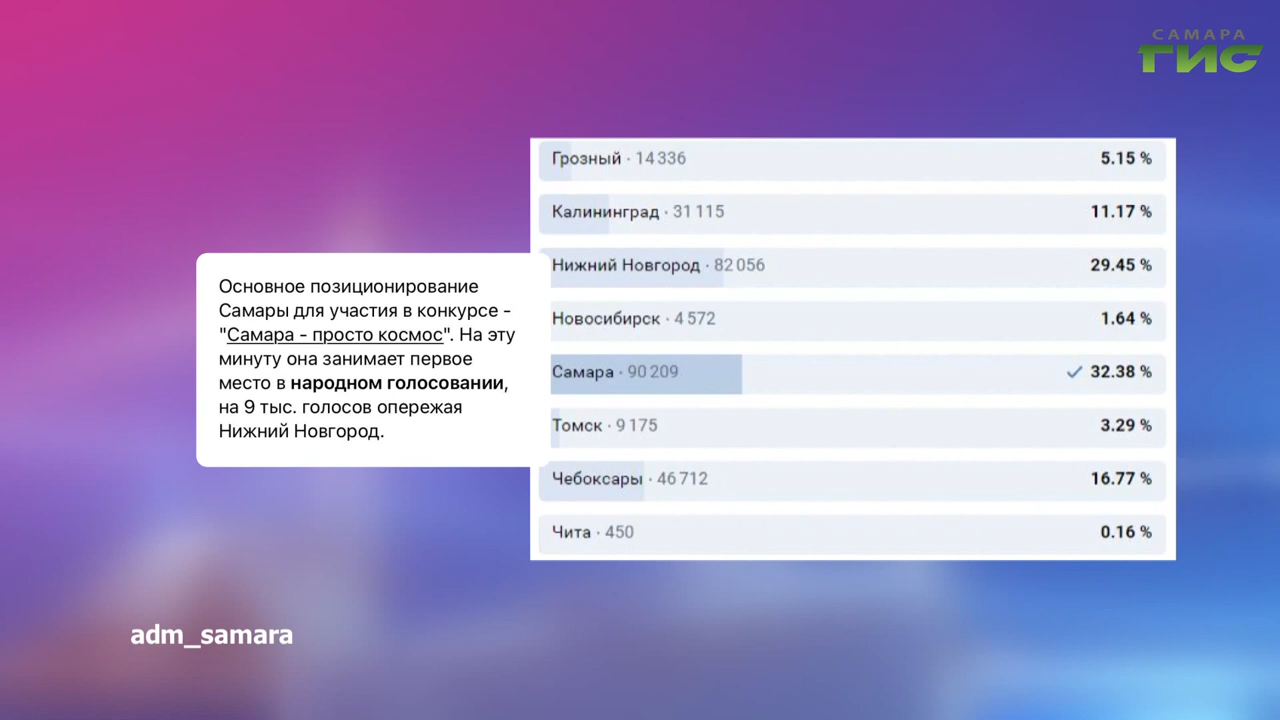 САМАРА
ГИС
Грозный · 14 336 5.15 %
Калининград · 31 115 11.17 %
Нижний Новгород · 82 056 29.45 %
Новосибирск · 4 572 1.64 %
Самара · 90 209 32.38 %
Томск · 9 175 3.29 %
Чебоксары · 46 712 16.77 %
Чита · 450 0.16 %
Основное позиционирование
Самары для участия в конкурсе -
"Самара - просто космос". На эту
минуту она занимает первое
место в народном голосовании,
на 9 тыс. голосов опережая
Нижний Новгород.
adm_samara